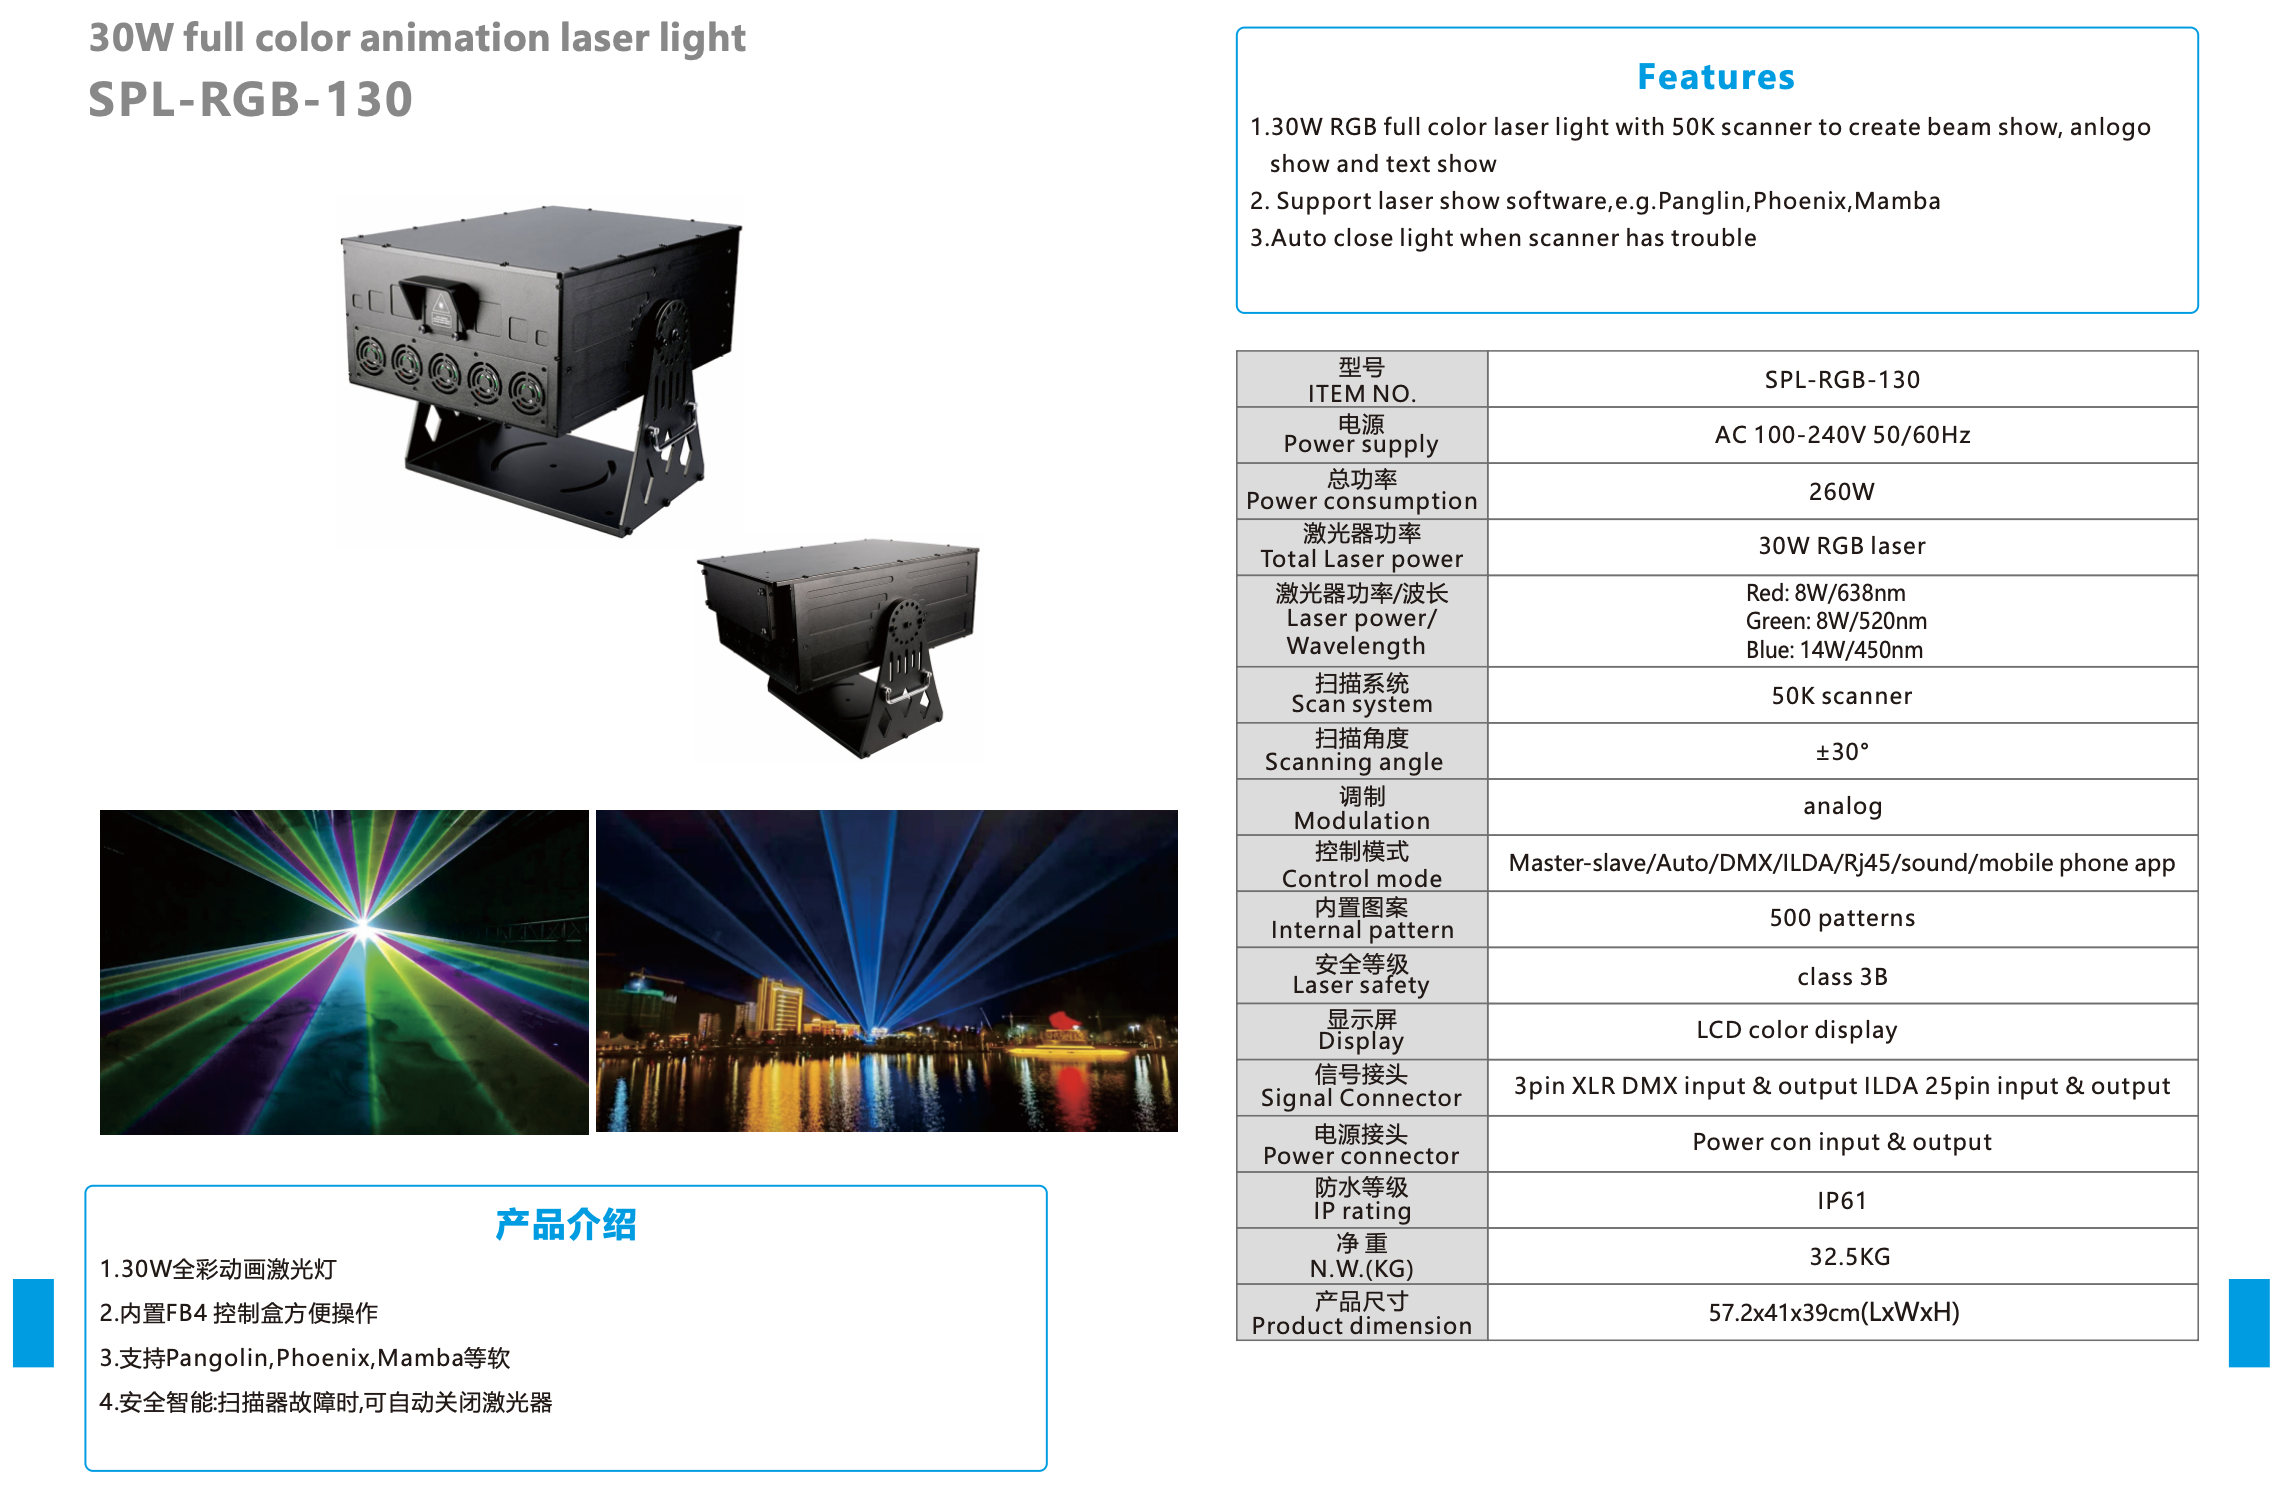 30W full color animation laser light
SPL-RGB-130
产品介绍
1.30W全彩动画激光灯
2.内置FB4 控制盒方便操作
3.支持Pangolin,Phoenix,Mamba等软
4.安全智能:扫描器故障时,可自动关闭激光器
Features
1.30W RGB full color laser light with 50K scanner to create beam show, anlogo
show and text show
2. Support laser show software,e.g.Panglin,Phoenix,Mamba
3.Auto close light when scanner has trouble
型号
ITEM NO.
SPL-RGB-130
电源
Power supply
AC 100-240V 50/60Hz
总功率
Power consumption
260W
激光器功率
Total Laser power
30W RGB laser
激光器功率/波长
Laser power/
Wavelength
Red: 8W/638nm
Green: 8W/520nm
Blue: 14W/450nm
扫描系统
Scan system
50K scanner
扫描角度
Scanning angle
±30°
调制
Modulation
analog
控制模式
Control mode
Master-slave/Auto/DMX/ILDA/Rj45/sound/mobile phone app
内置图案
Internal pattern
500 patterns
安全等级
Laser safety
class 3B
显示屏
Display
LCD color display
信号接头
Signal Connector
3pin XLR DMX input & output ILDA 25pin input & output
电源接头
Power connector
Power con input & output
防水等级
IP rating
IP61
净 重
N.W.(KG)
32.5KG
产品尺寸
Product dimension
57.2x41x39cm(LxWxH)